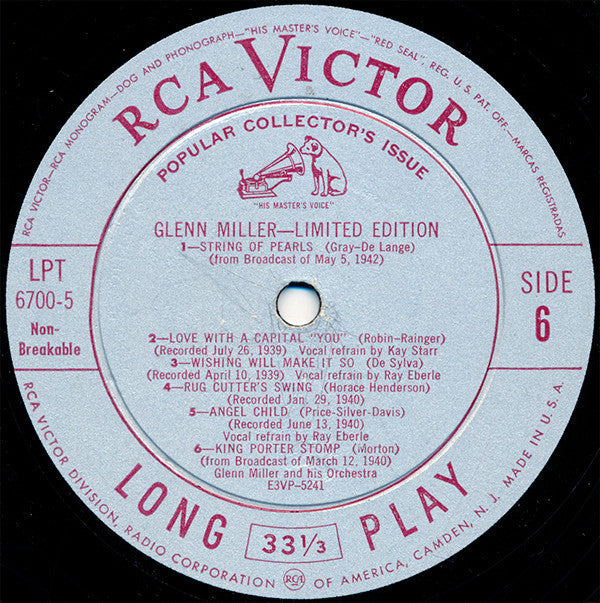 RCA VICTOR—RCA MONOGRAM—DOG AND PHONOGRAPH—"HIS MASTER'S VOICE"—"RED SEAL", REG. U. S. PAT. OFF.—MARCAS REGISTRADAS
RCA VICTOR
POPULAR COLLECTOR'S ISSUE
"HIS MASTER'S VOICE"
GLENN MILLER—LIMITED EDITION
1—STRING OF PEARLS (Gray–De Lange)
(from Broadcast of May 5, 1942)
LPT
6700-5
Non-
Breakable
SIDE
6
2—LOVE WITH A CAPITAL "YOU" (Robin–Rainger)
(Recorded July 26, 1939) Vocal refrain by Kay Starr
3—WISHING WILL MAKE IT SO (De Sylva)
(Recorded April 10, 1939) Vocal refrain by Ray Eberle
4—RUG CUTTER'S SWING (Horace Henderson)
(Recorded Jan. 29, 1940)
5—ANGEL CHILD (Price-Silver-Davis)
(Recorded June 13, 1940)
Vocal refrain by Ray Eberle
6—KING PORTER STOMP (Morton)
(from Broadcast of March 12, 1940)
Glenn Miller and his Orchestra
E3VP–5241
LONG 33 1/3 PLAY
RCA VICTOR DIVISION, RADIO CORPORATION RCA OF AMERICA, CAMDEN, N. J. MADE IN U.S.A.